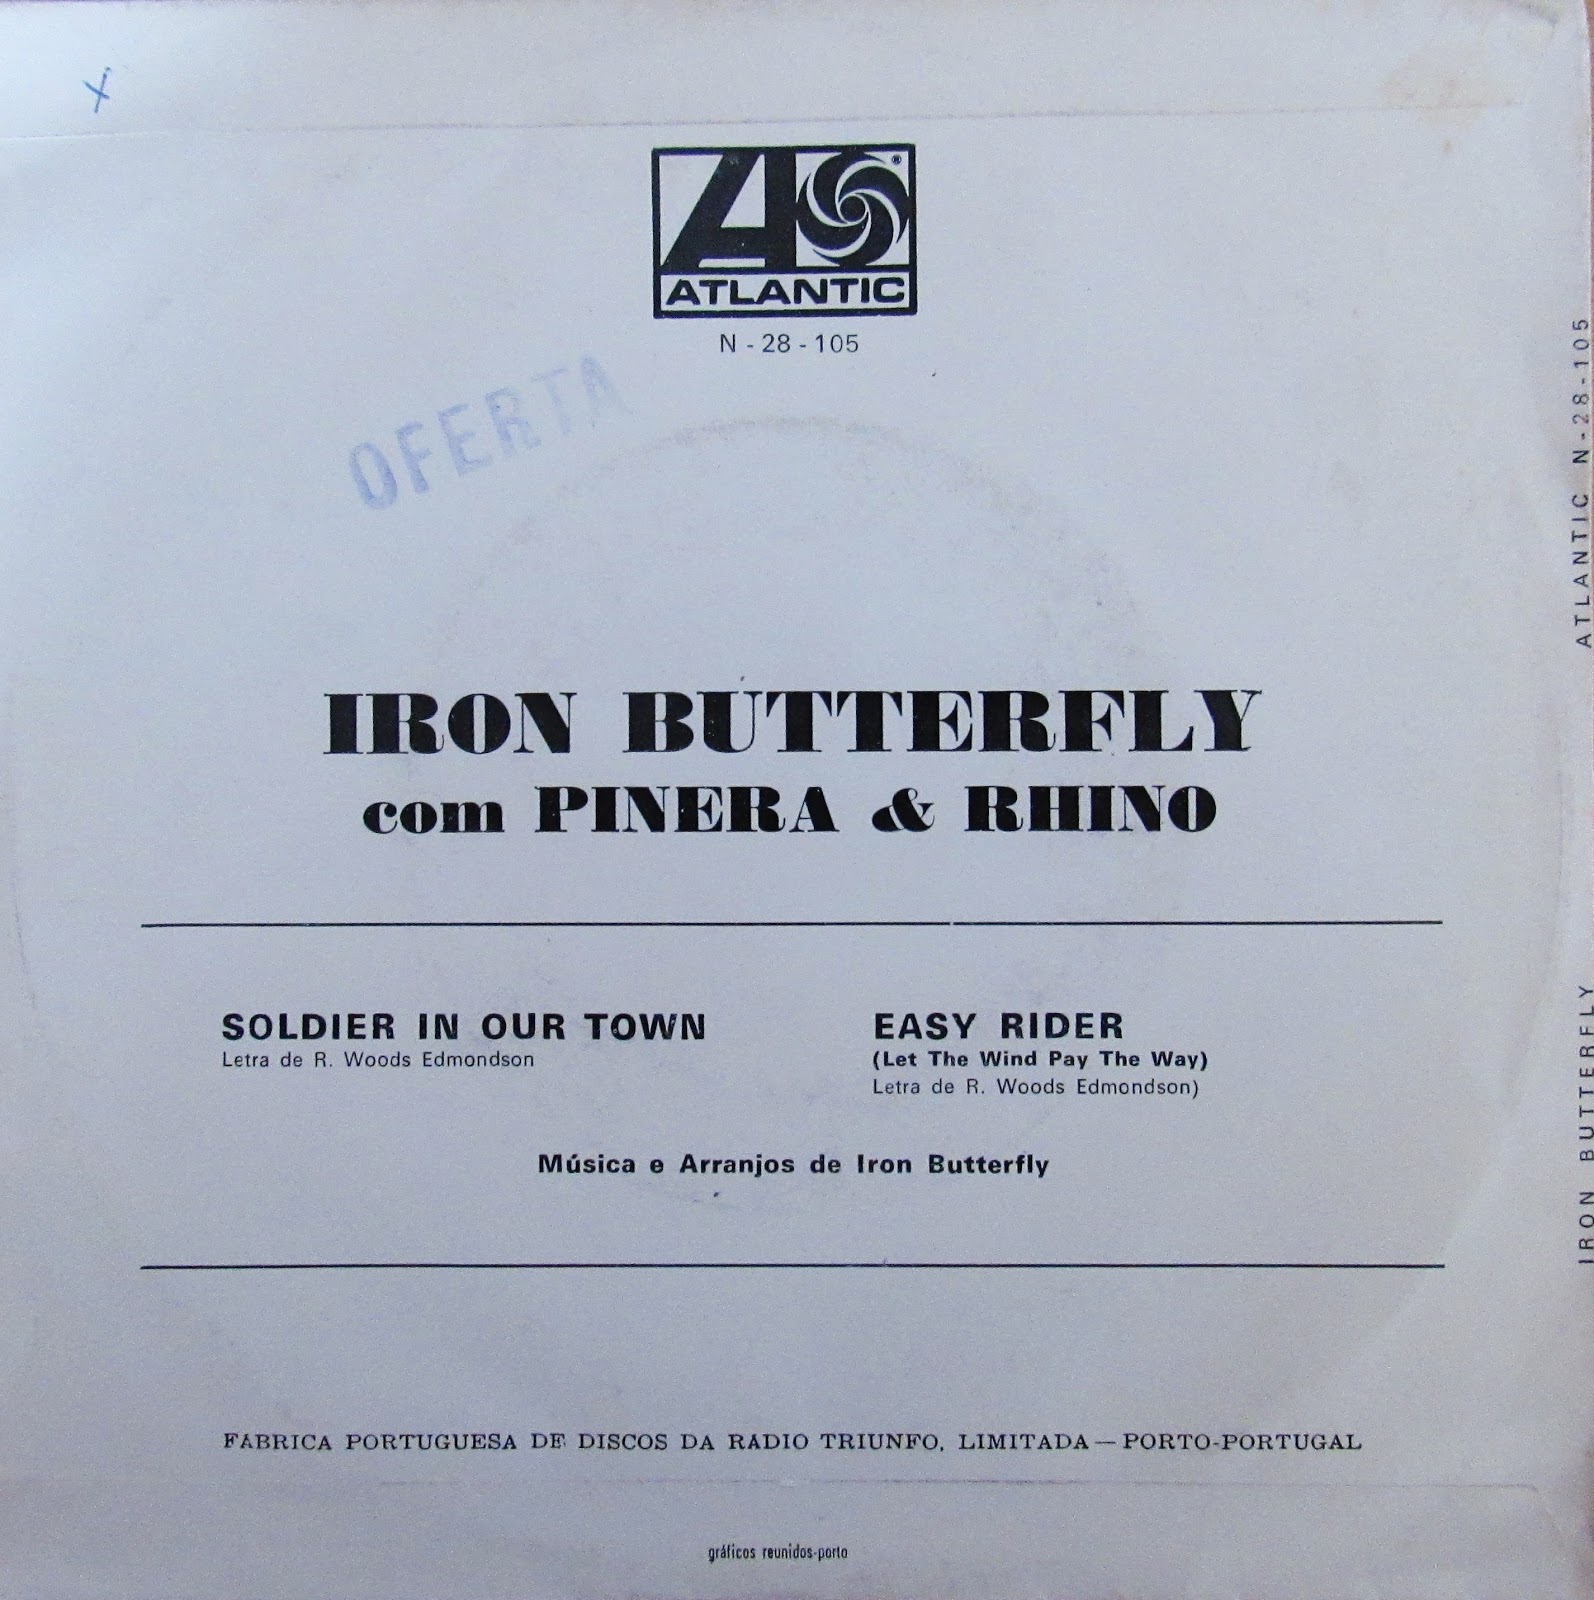 X
ATLANTIC ®
N - 28 - 105
OFERTA
IRON BUTTERFLY
com PINERA & RHINO
SOLDIER IN OUR TOWN
Letra de R. Woods Edmondson
EASY RIDER
(Let The Wind Pay The Way)
Letra de R. Woods Edmondson)
Música e Arranjos de Iron Butterfly
FABRICA PORTUGUESA DE DISCOS DA RADIO TRIUNFO, LIMITADA — PORTO-PORTUGAL
gráficos reunidos-porto
IRON BUTTERFLY ATLANTIC N-28-105